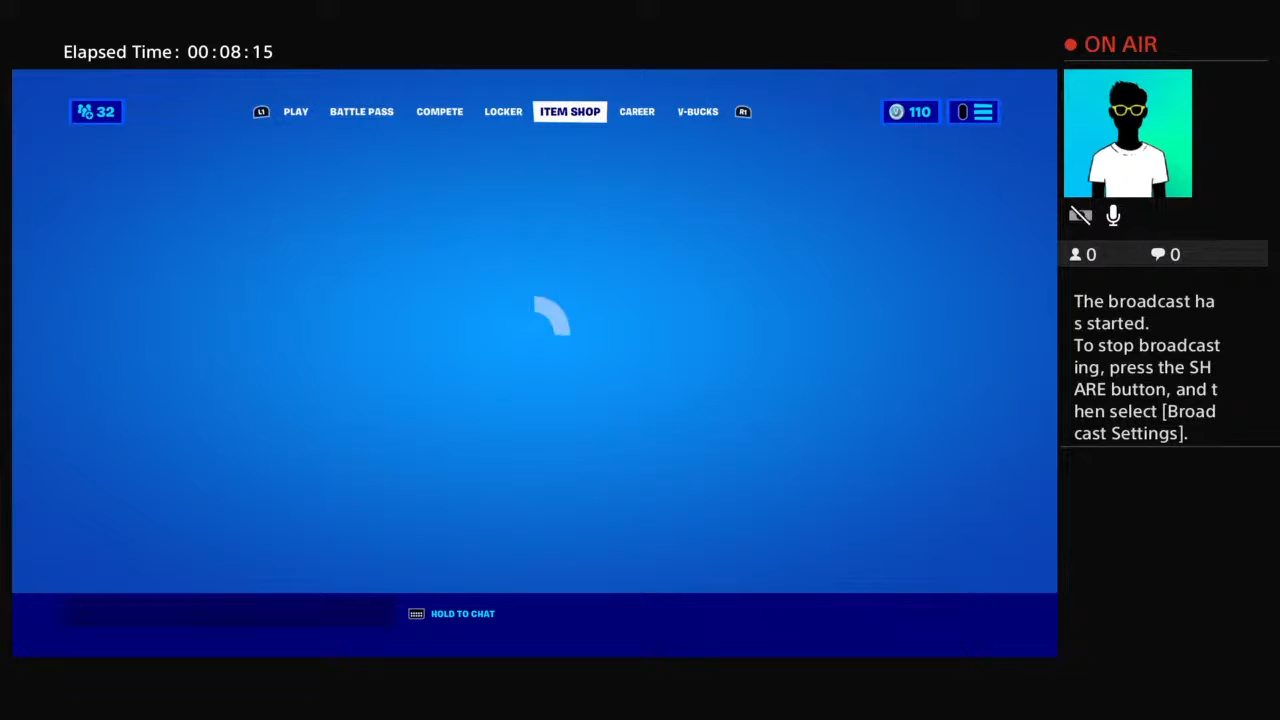 Elapsed Time: 00:08:15
ON AIR
32
L1 PLAY BATTLE PASS COMPETE LOCKER ITEM SHOP CAREER V-BUCKS R1
110
0 0
The broadcast ha
s started.
To stop broadcast
ing, press the SH
ARE button, and t
hen select [Broad
cast Settings].
HOLD TO CHAT